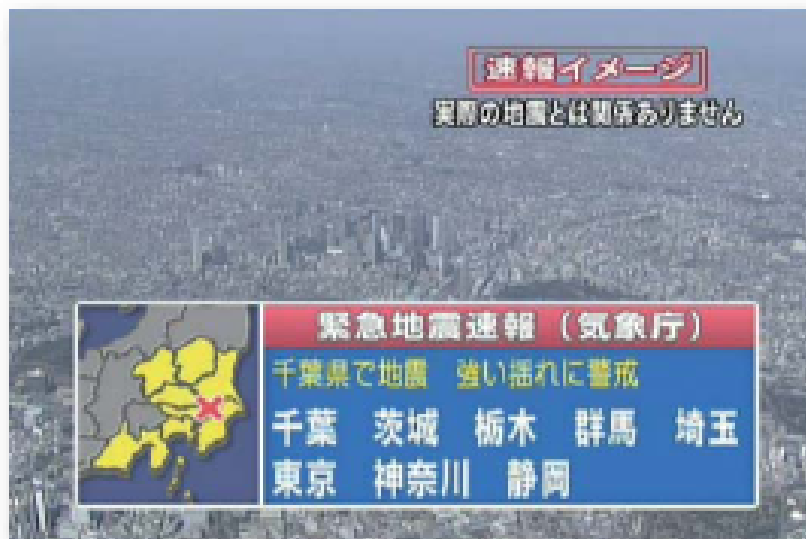 速報イメージ
実際の地震とは関係ありません
緊急地震速報（気象庁）
千葉県で地震　強い揺れに警戒
千葉　茨城　栃木　群馬　埼玉
東京　神奈川　静岡